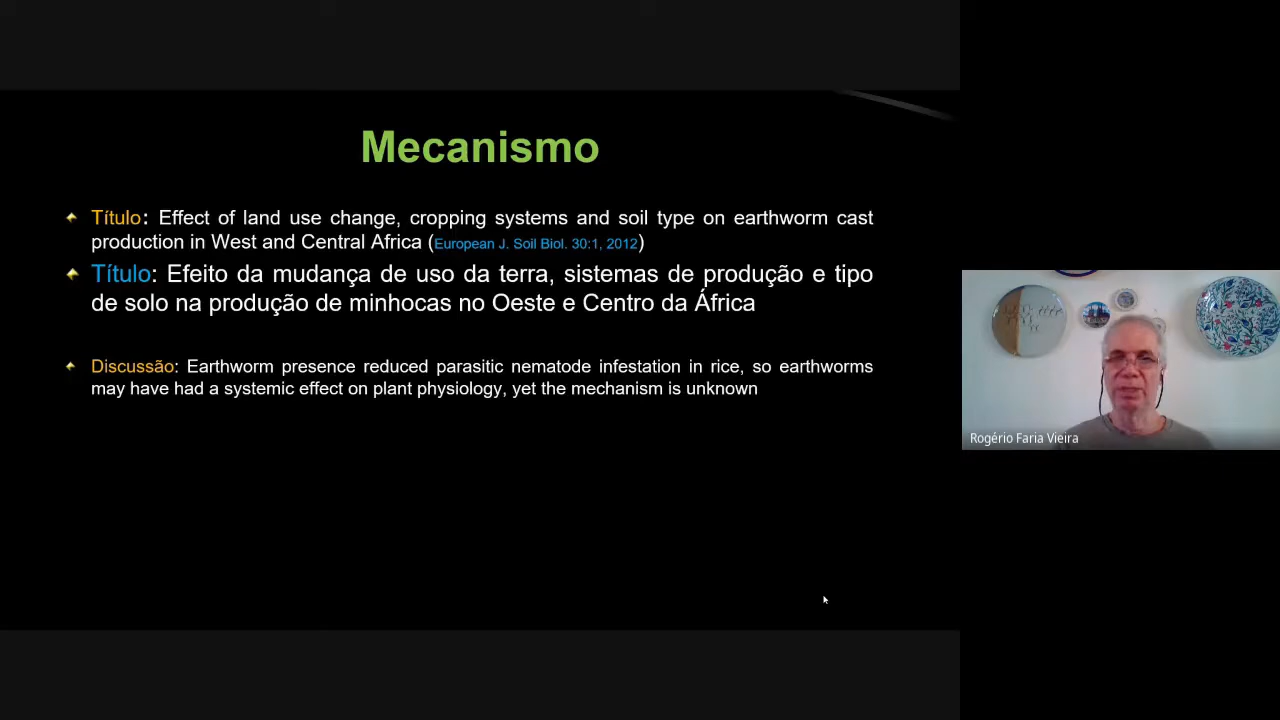 Mecanismo
Título: Effect of land use change, cropping systems and soil type on earthworm cast
production in West and Central Africa (European J. Soil Biol. 30:1, 2012)
Título: Efeito da mudança de uso da terra, sistemas de produção e tipo
de solo na produção de minhocas no Oeste e Centro da África
Discussão: Earthworm presence reduced parasitic nematode infestation in rice, so earthworms
may have had a systemic effect on plant physiology, yet the mechanism is unknown
Rogério Faria Vieira